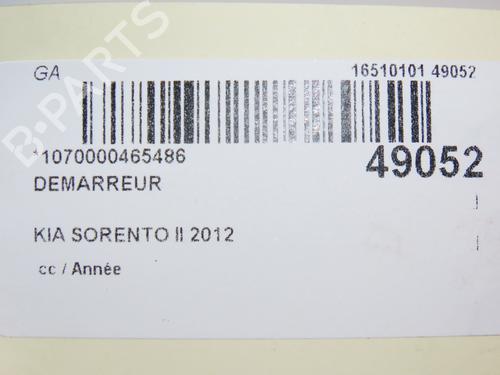 GA 16510101 49052
*1070000465486 49052
DEMARREUR
KIA SORENTO II 2012
cc / Année
B-PARTS